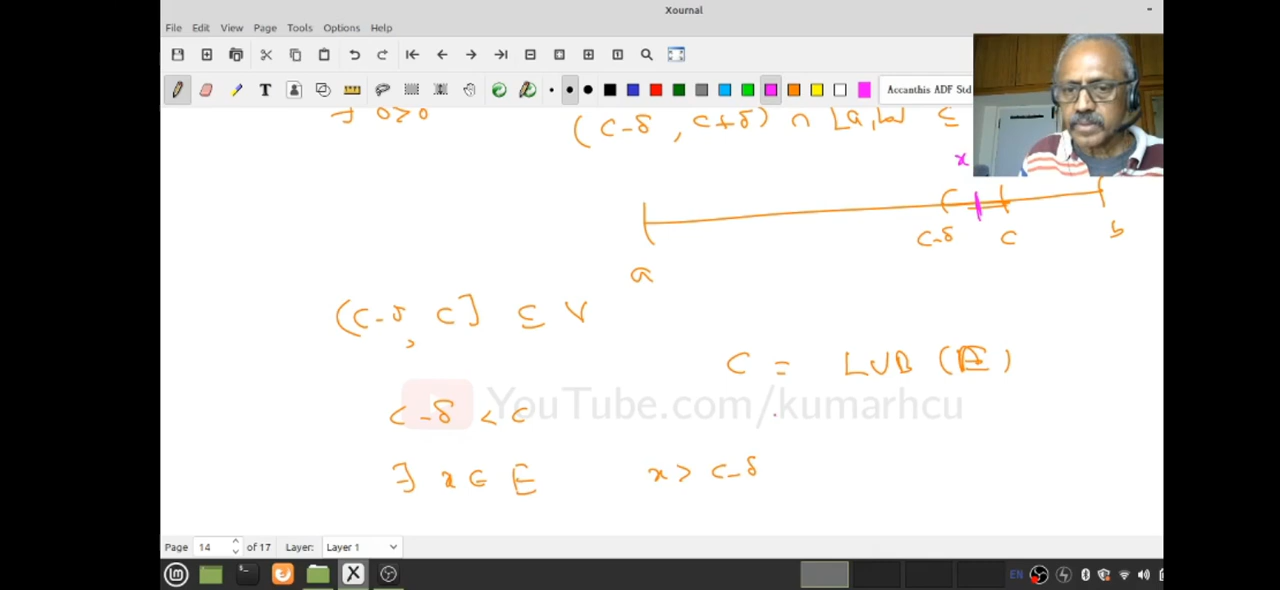 Xournal
File Edit View Page Tools Options Help
Accanthis ADF Std
∃ δ>0 (c-δ, c+δ) ∩ [a,b] ⊆
x
c-δ c b
a
(c-δ, c] ⊆ V
c = LUB (E)
YouTube.com/kumarhcu
c-δ < c
∃ x ∈ E x > c-δ
Page 14 of 17 Layer: Layer 1
EN